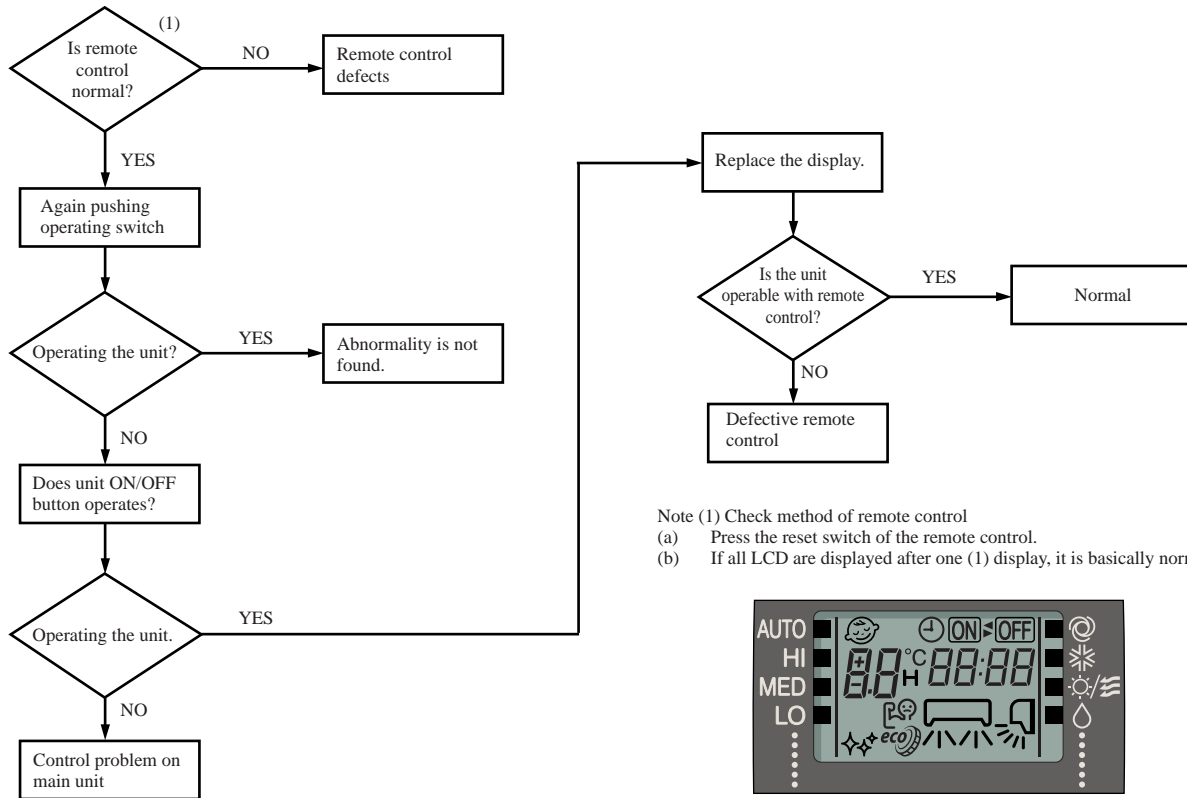 (1)
Is remote
control
normal?
NO
Remote control
defects
YES
Again pushing
operating switch
Operating the unit?
YES
Abnormality is not
found.
NO
Does unit ON/OFF
button operates?
Operating the unit.
YES
NO
Control problem on
main unit
Replace the display.
Is the unit
operable with remote
control?
YES
Normal
NO
Defective remote
control
Note (1) Check method of remote control
(a) Press the reset switch of the remote control.
(b) If all LCD are displayed after one (1) display, it is basically
AUTO
HI
MED
LO
ON OFF
88 °C H 88:88
eco